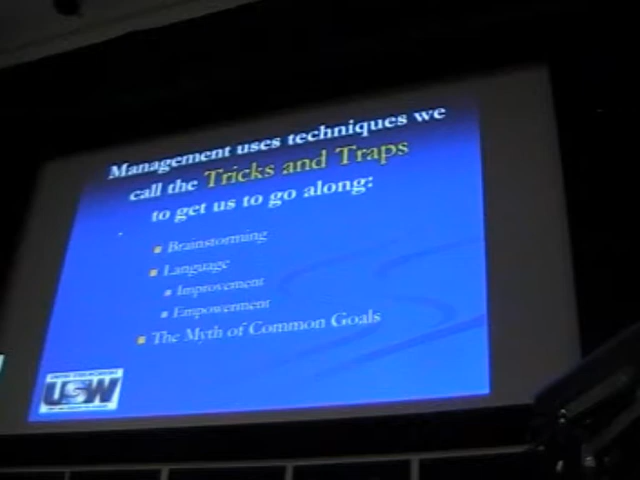 Management uses techniques we
call the Tricks and Traps
to get us to go along:
Brainstorming
Language
Improvement
Empowerment
The Myth of Common Goals
USW